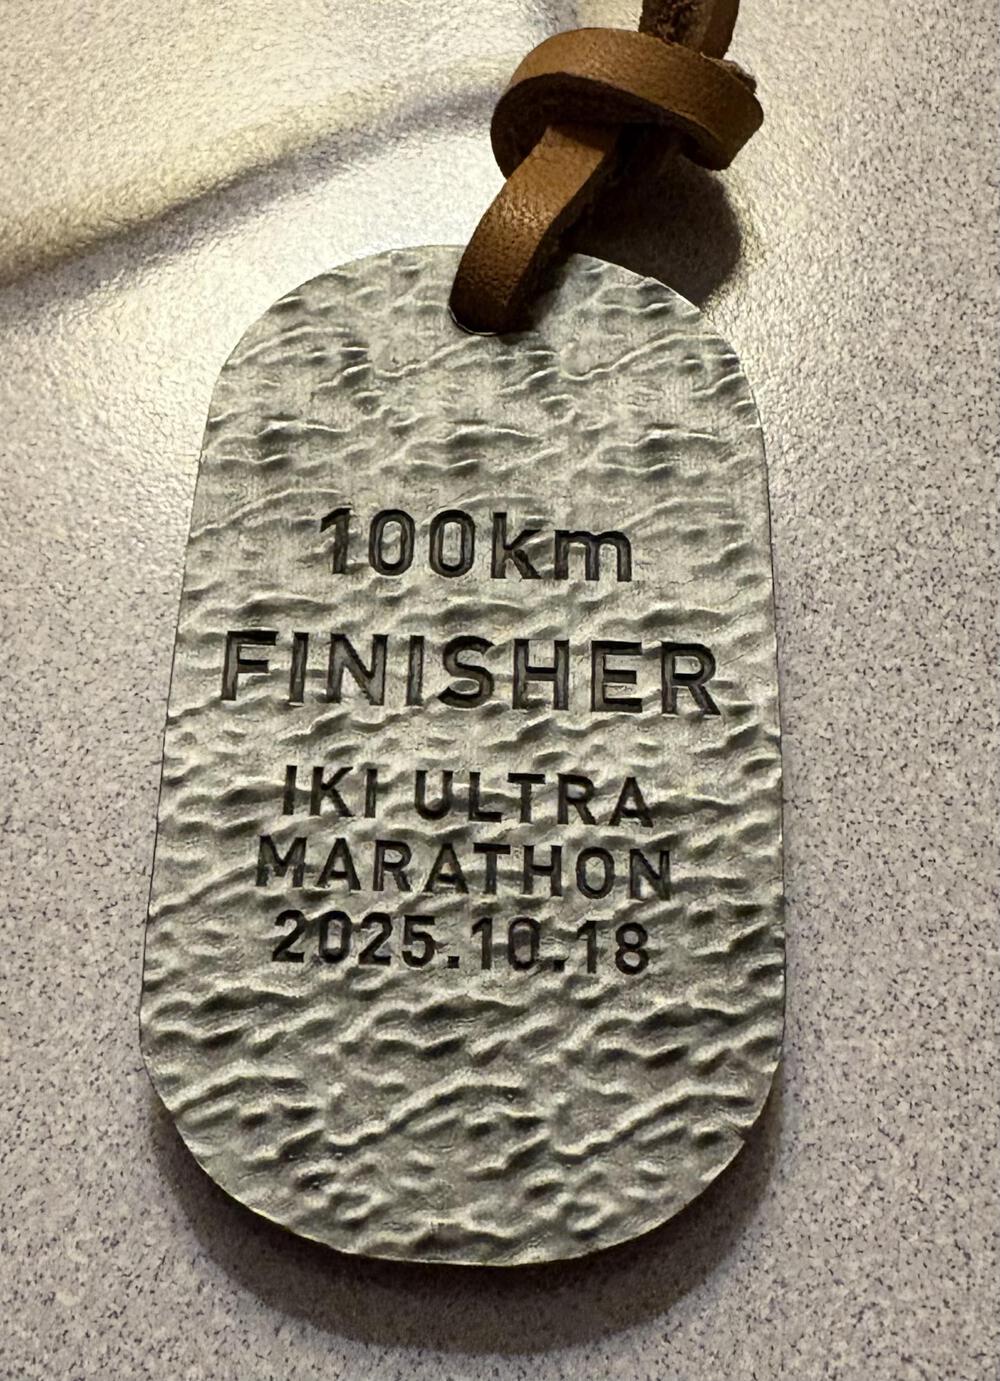 100km
FINISHER
IKI ULTRA
MARATHON
2025.10.18